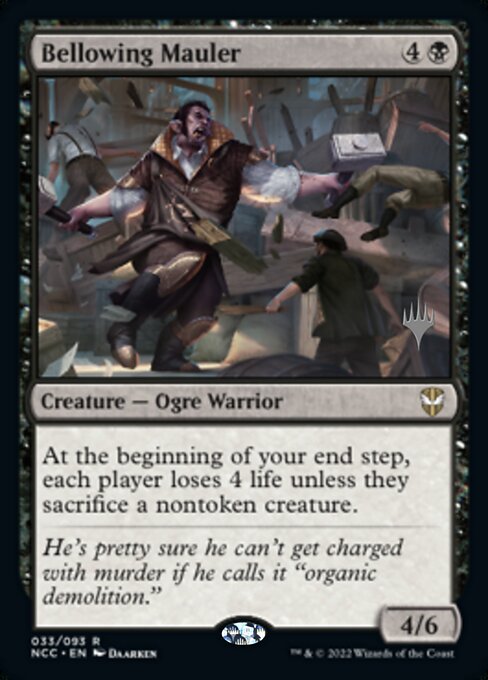 Bellowing Mauler 4
Creature — Ogre Warrior
At the beginning of your end step,
each player loses 4 life unless they
sacrifice a nontoken creature.
He's pretty sure he can't get charged
with murder if he calls it “organic
demolition.”
4/6
033/093 R
NCC • EN DAARKEN
™ & © 2022 Wizards of the Coast